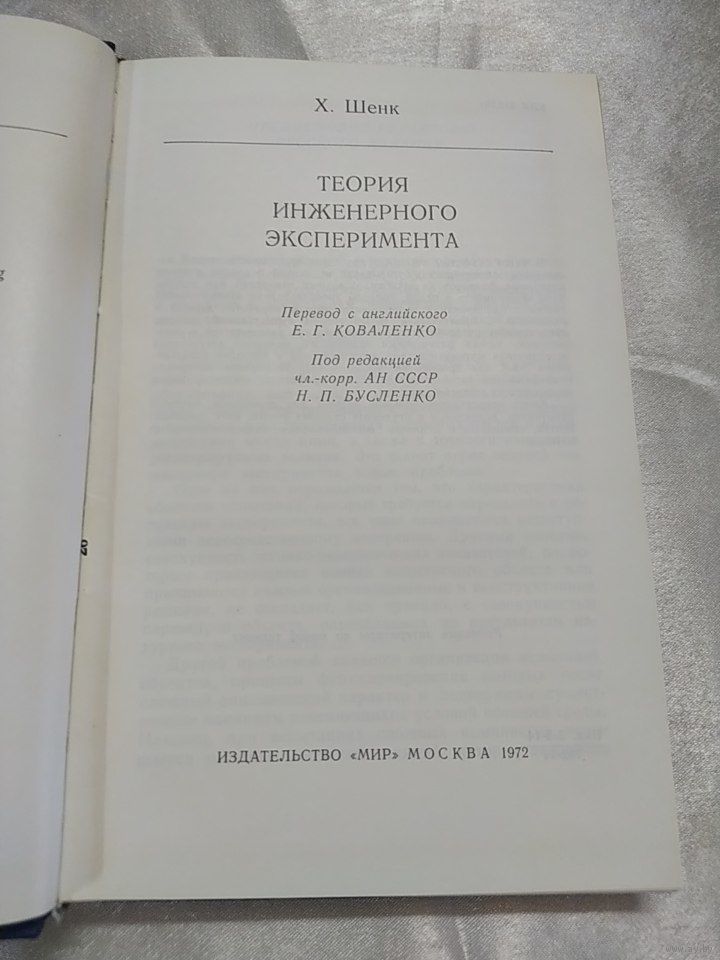 Х. Шенк
ТЕОРИЯ
ИНЖЕНЕРНОГО
ЭКСПЕРИМЕНТА
Перевод с английского
Е. Г. КОВАЛЕНКО
Под редакцией
чл.-корр. АН СССР
Н. П. БУСЛЕНКО
ИЗДАТЕЛЬСТВО «МИР» МОСКВА 1972